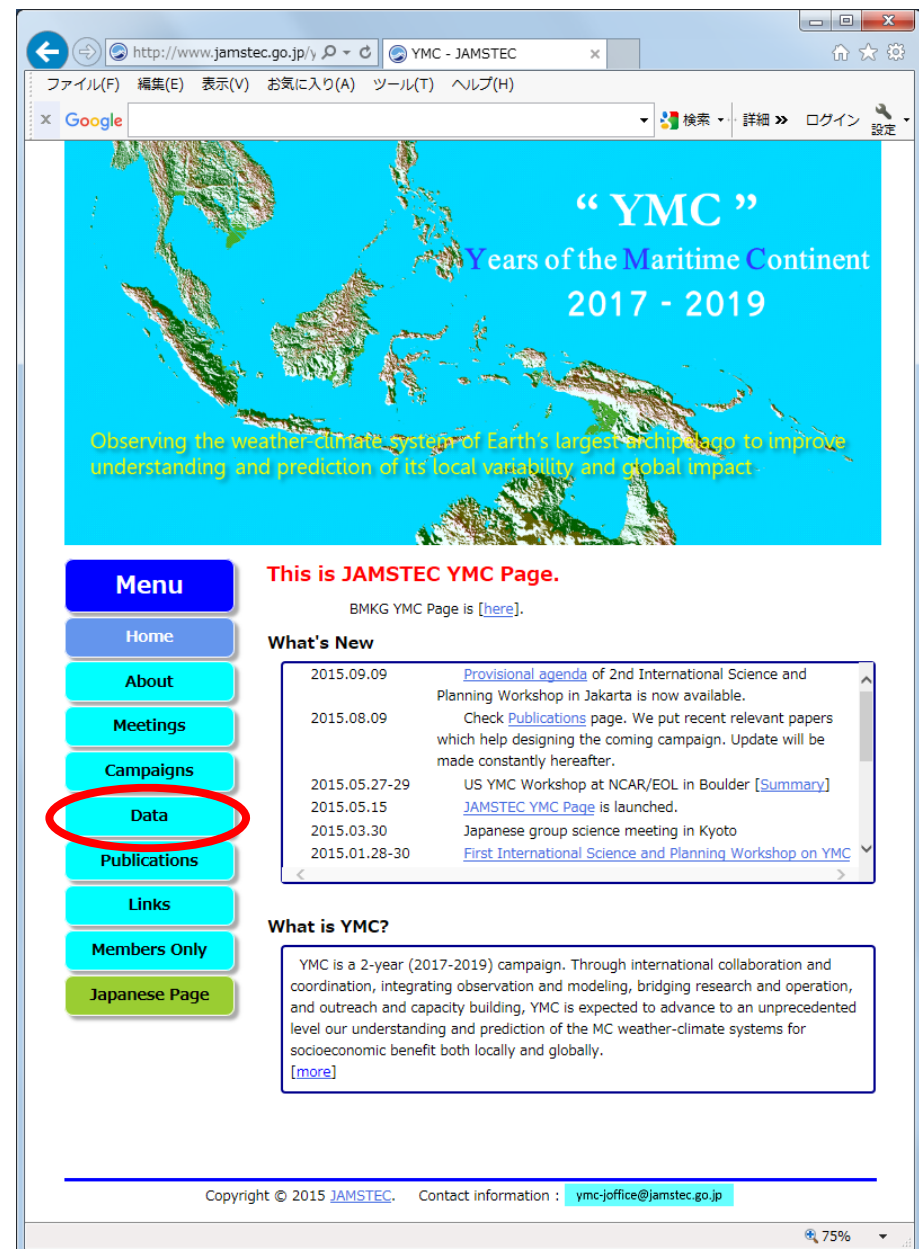 http://www.jamstec.go.jp/y
YMC - JAMSTEC
ファイル(F) 編集(E) 表示(V) お気に入り(A) ツール(T) ヘルプ(H)
x Google 検索 詳細 » ログイン 設定
“ YMC ”
Years of the Maritime Continent
2017 - 2019
Observing the weather-climate system of Earth's largest archipelago to improve
understanding and prediction of its local variability and global impact
Menu
Home
About
Meetings
Campaigns
Data
Publications
Links
Members Only
Japanese Page
This is JAMSTEC YMC Page.
BMKG YMC Page is [here].
What's New
2015.09.09 Provisional agenda of 2nd International Science and
Planning Workshop in Jakarta is now available.
2015.08.09 Check Publications page. We put recent relevant papers
which help designing the coming campaign. Update will be
made constantly hereafter.
2015.05.27-29 US YMC Workshop at NCAR/EOL in Boulder [Summary]
2015.05.15 JAMSTEC YMC Page is launched.
2015.03.30 Japanese group science meeting in Kyoto
2015.01.28-30 First International Science and Planning Workshop on YMC
What is YMC?
YMC is a 2-year (2017-2019) campaign. Through international collaboration and
coordination, integrating observation and modeling, bridging research and operation,
and outreach and capacity building, YMC is expected to advance to an unprecedented
level our understanding and prediction of the MC weather-climate systems for
socioeconomic benefit both locally and globally.
[more]
Copyright © 2015 JAMSTEC. Contact information : ymc-joffice@jamstec.go.jp
75%